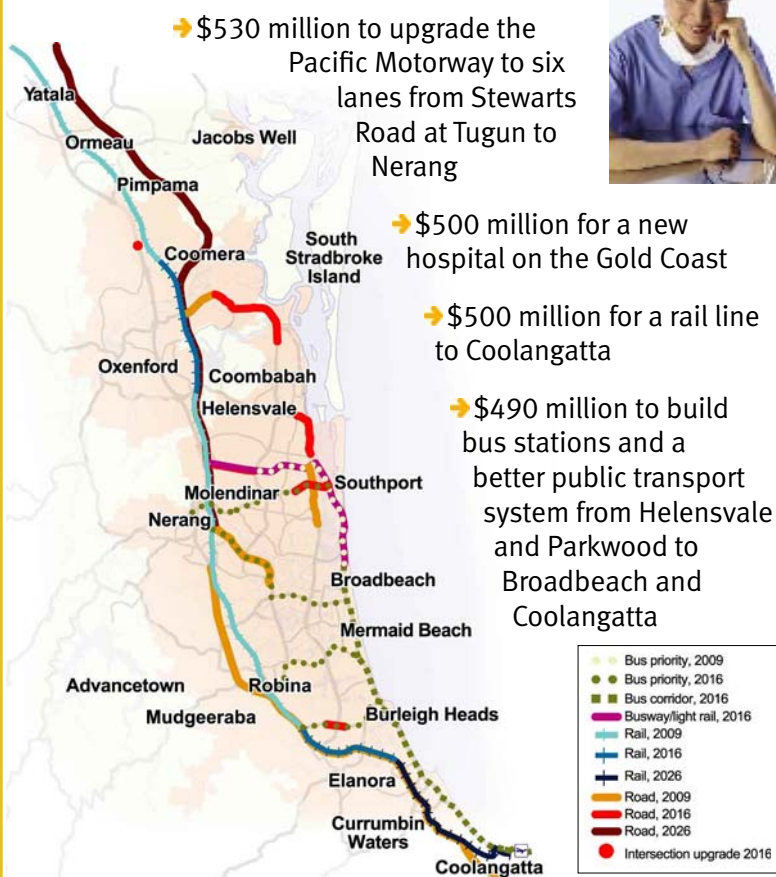 ➔ $530 million to upgrade the
Pacific Motorway to six
lanes from Stewarts
Road at Tugun to
Nerang
➔ $500 million for a new
hospital on the Gold Coast
➔ $500 million for a rail line
to Coolangatta
➔ $490 million to build
bus stations and a
better public transport
system from Helensvale
and Parkwood to
Broadbeach and
Coolangatta
Yatala
Ormeau
Jacobs Well
Pimpama
Coomera
South
Stradbroke
Island
Oxenford
Coombabah
Helensvale
Molendinar
Southport
Nerang
Broadbeach
Mermaid Beach
Advancetown
Robina
Mudgeeraba
Burleigh Heads
Elanora
Currumbin
Waters
Coolangatta
Bus priority, 2009
Bus priority, 2016
Bus corridor, 2016
Busway/light rail, 2016
Rail, 2009
Rail, 2016
Rail, 2026
Road, 2009
Road, 2016
Road, 2026
Intersection upgrade 2016